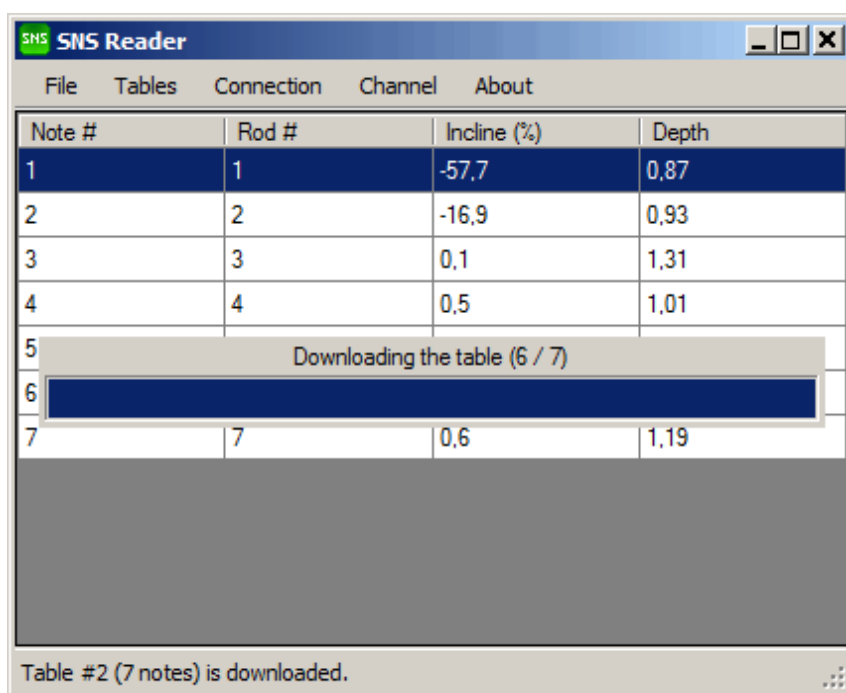 SNS SNS Reader
File Tables Connection Channel About
Note # Rod # Incline (%) Depth
1 1 -57,7 0,87
2 2 -16,9 0,93
3 3 0,1 1,31
4 4 0,5 1,01
5
Downloading the table (6 / 7)
6
7 7 0,6 1,19
Table #2 (7 notes) is downloaded.